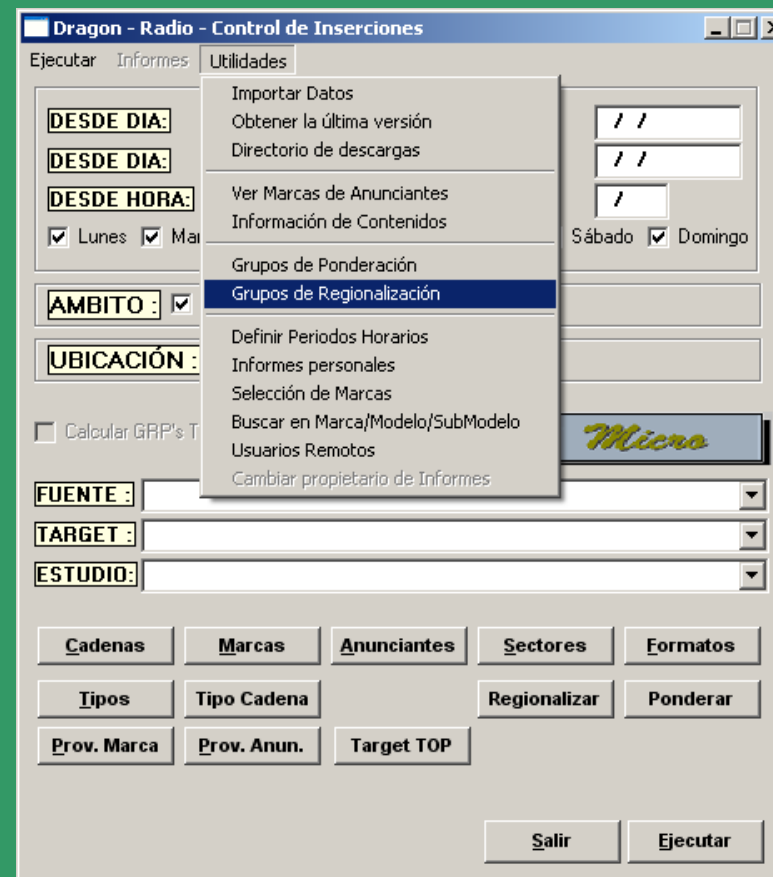 Dragon - Radio - Control de Inserciones
Ejecutar Informes Utilidades
Importar Datos
Obtener la última versión
Directorio de descargas
Ver Marcas de Anunciantes
Información de Contenidos
Grupos de Ponderación
Grupos de Regionalización
Definir Periodos Horarios
Informes personales
Selección de Marcas
Buscar en Marca/Modelo/SubModelo
Usuarios Remotos
Cambiar propietario de Informes
DESDE DIA: / /
DESDE DIA: / /
DESDE HORA: /
Lunes Mar Sábado Domingo
AMBITO :
UBICACIÓN :
Calcular GRP's T Micro
FUENTE :
TARGET :
ESTUDIO:
Cadenas Marcas Anunciantes Sectores Formatos
Tipos Tipo Cadena Regionalizar Ponderar
Prov. Marca Prov. Anun. Target TOP
Salir Ejecutar